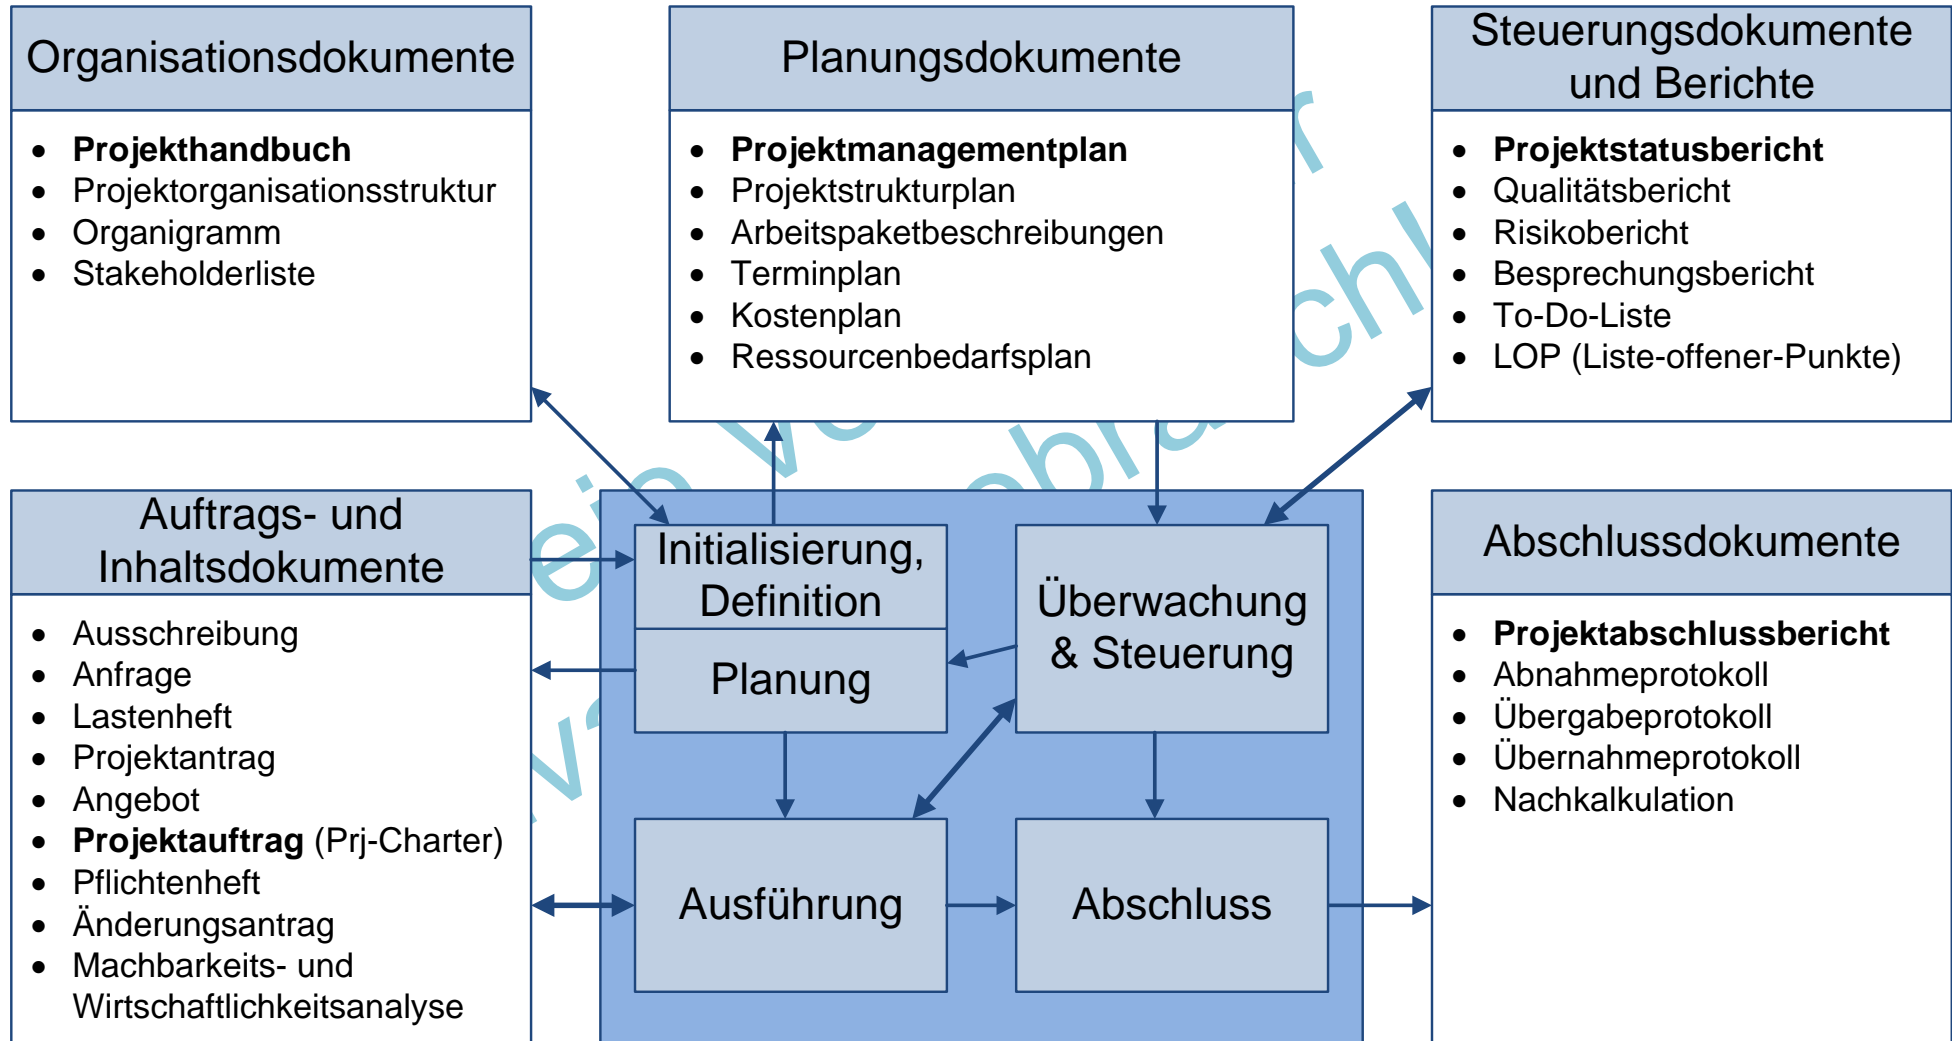 Organisationsdokumente
Projekthandbuch
Projektorganisationsstruktur
Organigramm
Stakeholderliste
Planungsdokumente
Projektmanagementplan
Projektstrukturplan
Arbeitspaketbeschreibungen
Terminplan
Kostenplan
Ressourcenbedarfsplan
Steuerungsdokumente
und Berichte
Projektstatusbericht
Qualitätsbericht
Risikobericht
Besprechungsbericht
To-Do-Liste
LOP (Liste-offener-Punkte)
Auftrags- und
Inhaltsdokumente
Ausschreibung
Anfrage
Lastenheft
Projektantrag
Angebot
Projektauftrag (Prj-Charter)
Pflichtenheft
Änderungsantrag
Machbarkeits- und
Wirtschaftlichkeitsanalyse
Initialisierung,
Definition
Planung
Überwachung
& Steuerung
Ausführung
Abschluss
Abschlussdokumente
Projektabschlussbericht
Abnahmeprotokoll
Übergabeprotokoll
Übernahmeprotokoll
Nachkalkulation